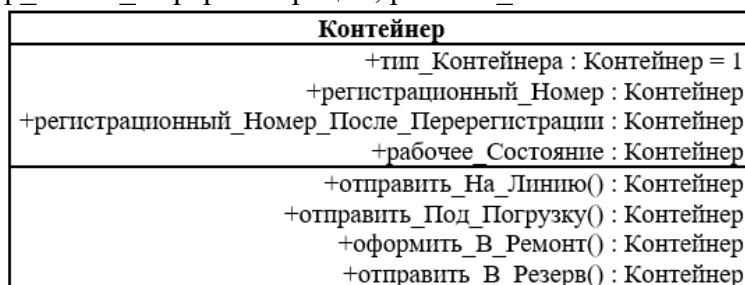 Контейнер
+тип_Контейнера : Контейнер = 1
+регистрационный_Номер : Контейнер
+регистрационный_Номер_После_Перерегистрации : Контейнер
+рабочее_Состояние : Контейнер
+отправить_На_Линию() : Контейнер
+отправить_Под_Погрузку() : Контейнер
+оформить_В_Ремонт() : Контейнер
+отправить_В_Резерв() : Контейнер